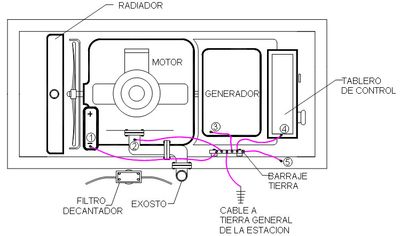 RADIADOR
MOTOR
GENERADOR
TABLERO
DE CONTROL
+
1
-
2
3
4
5
BARRAJE
TIERRA
FILTRO
DECANTADOR
EXOSTO
CABLE A
TIERRA GENERAL
DE LA ESTACION